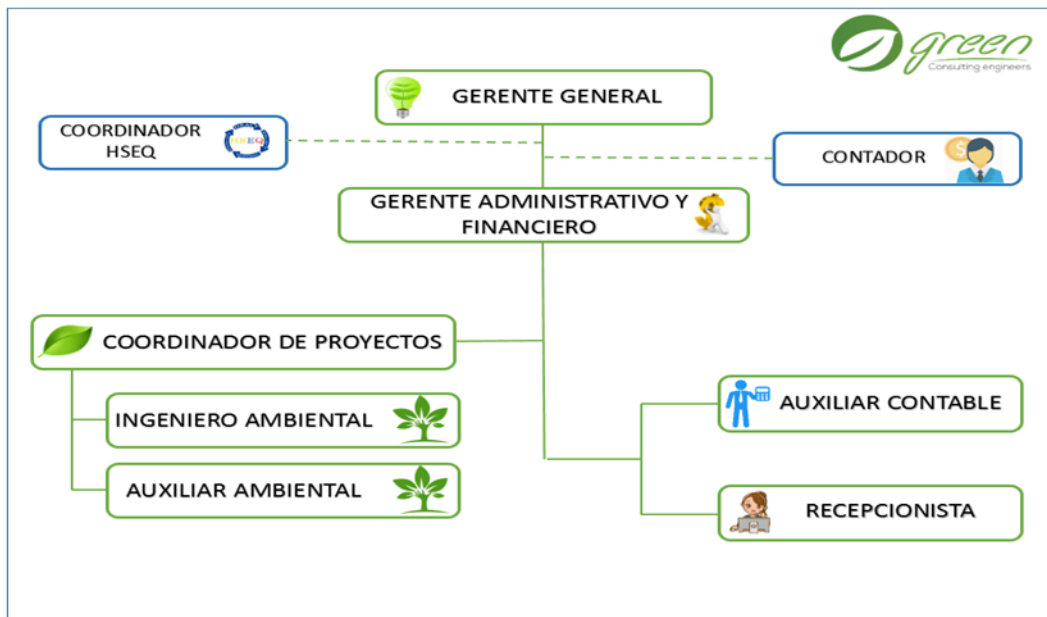 green
Consulting engineers
GERENTE GENERAL
COORDINADOR
HSEQ
CONTADOR
GERENTE ADMINISTRATIVO Y
FINANCIERO
COORDINADOR DE PROYECTOS
INGENIERO AMBIENTAL
AUXILIAR AMBIENTAL
AUXILIAR CONTABLE
RECEPCIONISTA